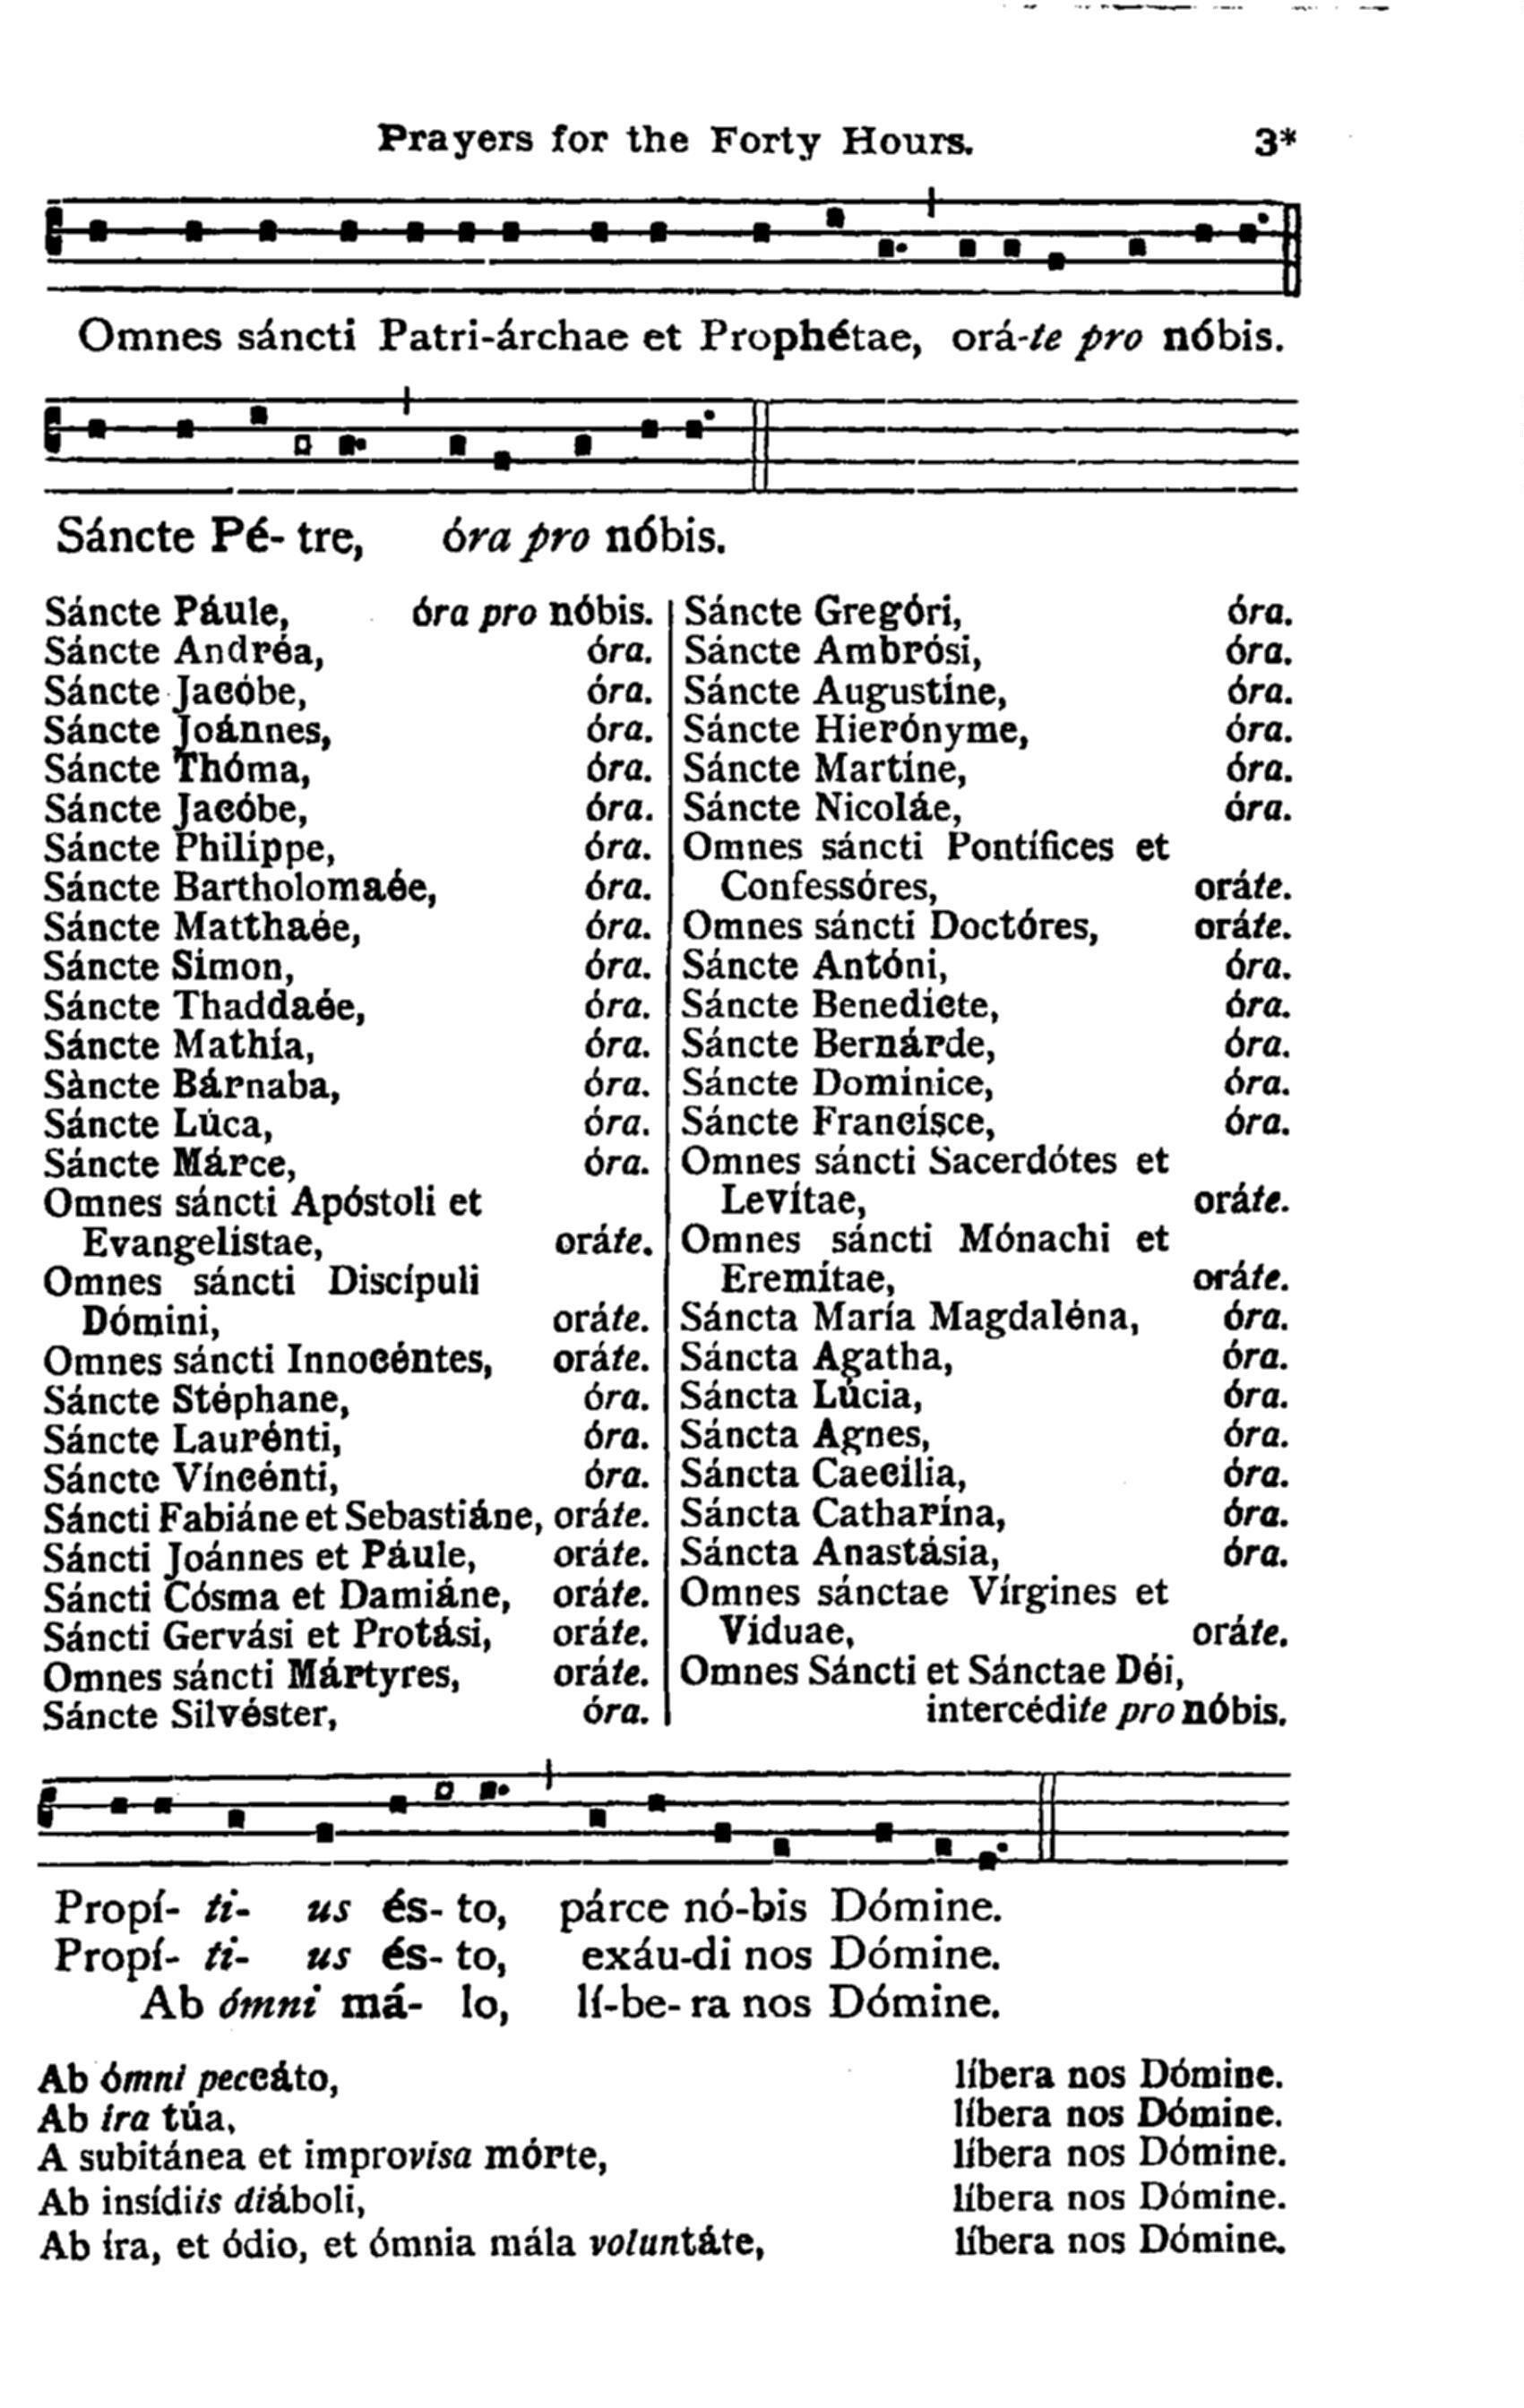 Prayers for the Forty Hours. 3*
Omnes sáncti Patri-árchae et Prophétae, orá-te pro nóbis.
Sáncte Pé- tre, óra pro nóbis.
Sáncte Páule, óra pro nóbis.
Sáncte Andréa, óra.
Sáncte Jacóbe, óra.
Sáncte Joánnes, óra.
Sáncte Thóma, óra.
Sáncte Jacóbe, óra.
Sáncte Philíppe, óra.
Sáncte Bartholomaée, óra.
Sáncte Matthaée, óra.
Sáncte Símon, óra.
Sáncte Thaddaée, óra.
Sáncte Mathía, óra.
Sàncte Bárnaba, óra.
Sáncte Lúca, óra.
Sáncte Márce, óra.
Omnes sáncti Apóstoli et
Evangelístae, oráte.
Omnes sáncti Discípuli
Dómini, oráte.
Omnes sáncti Innocéntes, oráte.
Sáncte Stéphane, óra.
Sáncte Laurénti, óra.
Sáncte Víncénti, óra.
Sáncti Fabiáne et Sebastiáne, oráte.
Sáncti Joánnes et Páule, oráte.
Sáncti Cósma et Damiáne, oráte.
Sáncti Gervási et Protási, oráte.
Omnes sáncti Mártyres, oráte.
Sáncte Silvéster, óra.
Sáncte Gregóri, óra.
Sáncte Ambrósi, óra.
Sáncte Augustíne, óra.
Sáncte Hierónyme, óra.
Sáncte Martíne, óra.
Sáncte Nicoláe, óra.
Omnes sáncti Pontífices et
Confessóres, oráte.
Omnes sáncti Doctóres, oráte.
Sáncte Antóni, óra.
Sáncte Benedícte, óra.
Sáncte Bernárde, óra.
Sáncte Domínice, óra.
Sáncte Francísce, óra.
Omnes sáncti Sacerdótes et
Levítae, oráte.
Omnes sáncti Mónachi et
Eremítae, oráte.
Sáncta María Magdaléna, óra.
Sáncta Agatha, óra.
Sáncta Lúcia, óra.
Sáncta Agnes, óra.
Sáncta Caecília, óra.
Sáncta Catharína, óra.
Sáncta Anastásia, óra.
Omnes sánctae Vírgines et
Víduae, oráte.
Omnes Sáncti et Sánctae Déi,
intercédite pro nóbis.
Propí- ti- us és- to, párce nó-bis Dómine.
Propí- ti- us és- to, exáu-di nos Dómine.
Ab ómni má- lo, lí-be- ra nos Dómine.
Ab ómni peccáto, líbera nos Dómine.
Ab íra túa, líbera nos Dómine.
A subitánea et improvísa mórte, líbera nos Dómine.
Ab insídiis diáboli, líbera nos Dómine.
Ab íra, et ódio, et ómnia mála voluntáte, líbera nos Dómine.